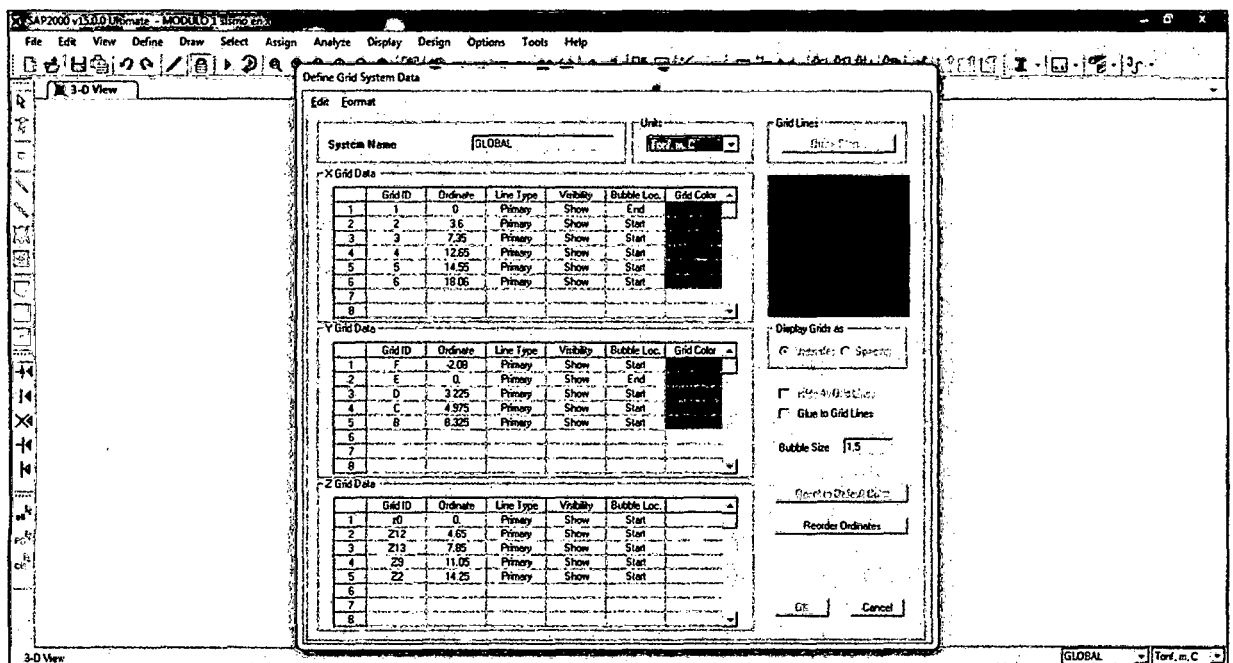 SAP2000 v15.0.0 Ultimate - MODULO 1 sismo en x
File Edit View Define Draw Select Assign Analyze Display Design Options Tools Help
3-D View
Define Grid System Data
Edit Format
System Name GLOBAL
Units
Tonf, m, C
Grid Lines
X Grid Data
Grid ID Ordinate Line Type Visibility Bubble Loc. Grid Color
1 1 0. Primary Show End
2 2 3.6 Primary Show Start
3 3 7.35 Primary Show Start
4 4 12.65 Primary Show Start
5 5 14.55 Primary Show Start
6 6 18.06 Primary Show Start
7
8
Y Grid Data
Grid ID Ordinate Line Type Visibility Bubble Loc. Grid Color
1 F -2.08 Primary Show Start
2 E 0. Primary Show End
3 D 3.225 Primary Show Start
4 C 4.975 Primary Show Start
5 B 8.325 Primary Show Start
6
7
8
Display Grids as
Glue to Grid Lines
Bubble Size 1.5
Z Grid Data
Grid ID Ordinate Line Type Visibility Bubble Loc.
1 z0 0. Primary Show Start
2 Z12 4.65 Primary Show Start
3 Z13 7.85 Primary Show Start
4 Z9 11.05 Primary Show Start
5 Z2 14.25 Primary Show Start
6
7
8
Reorder Ordinates
OK Cancel
3-D View
GLOBAL Tonf, m, C